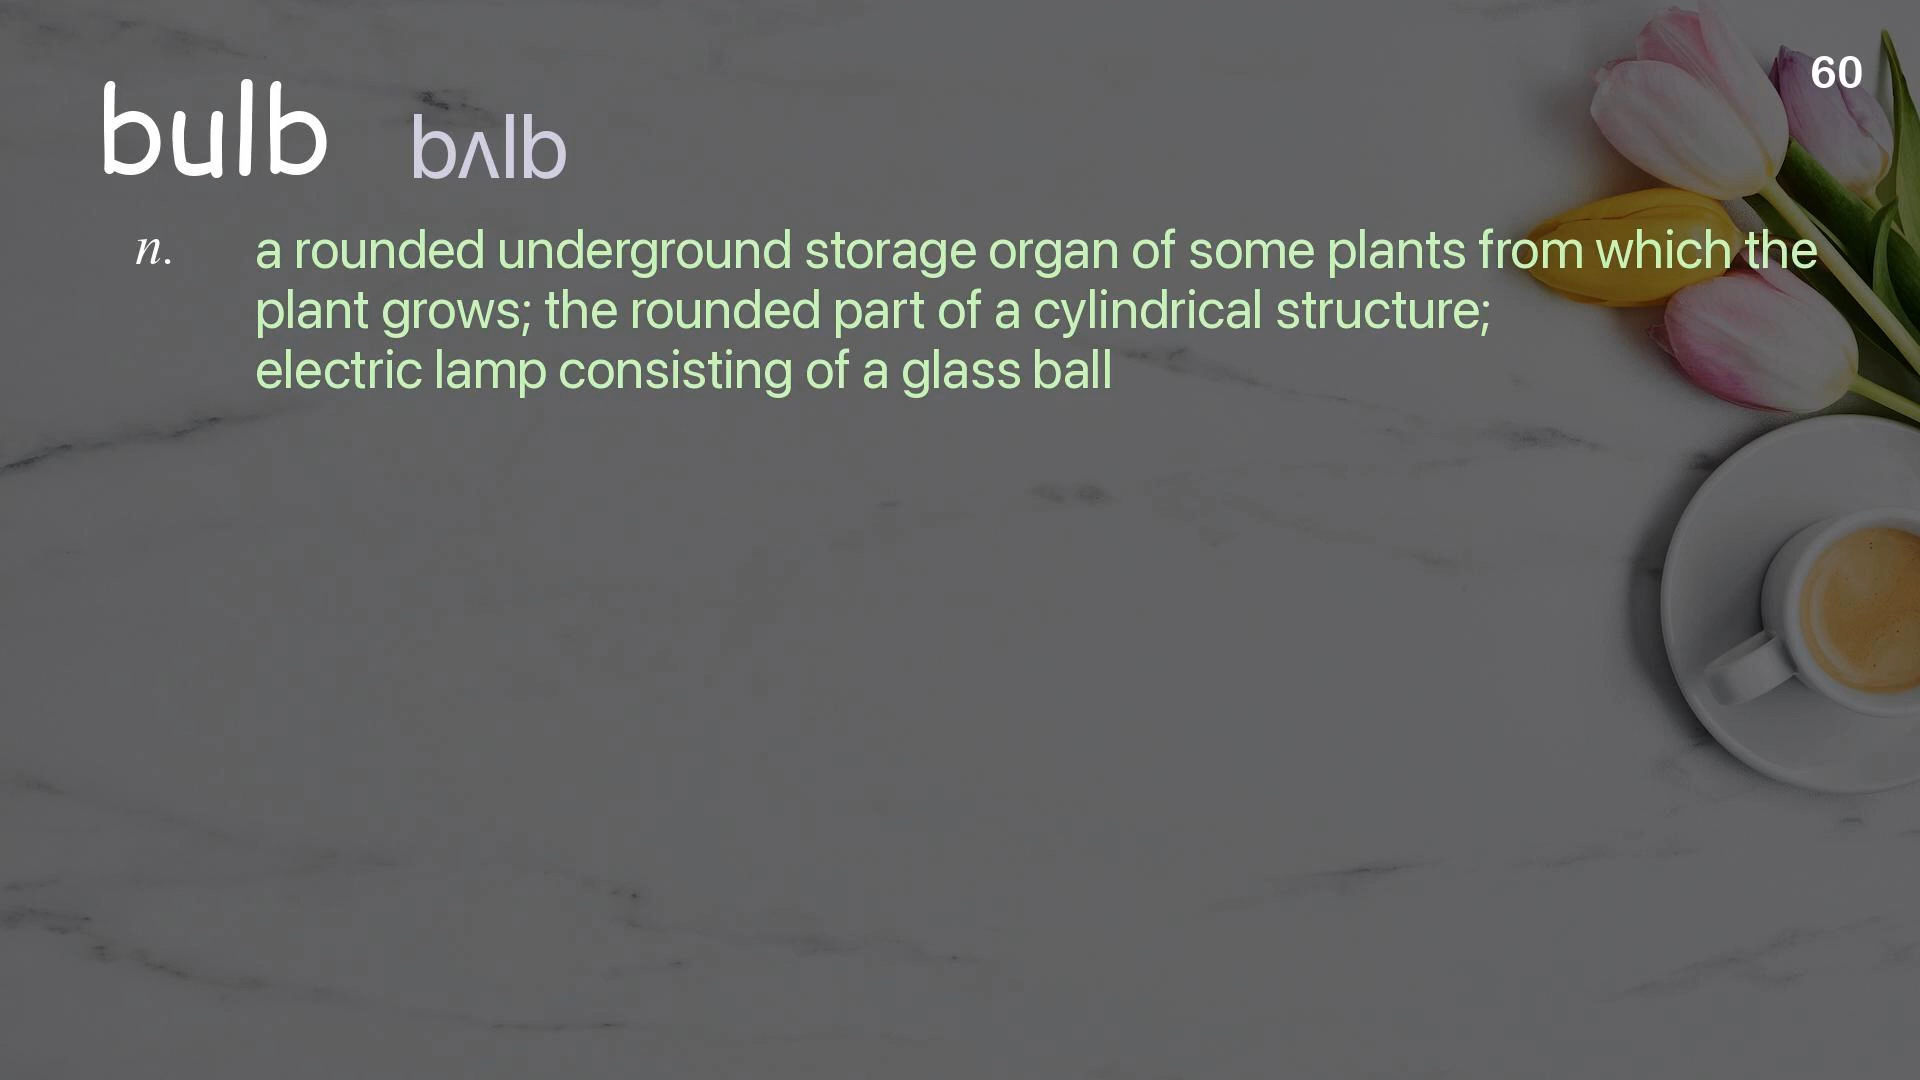 60
bulb bʌlb
n. a rounded underground storage organ of some plants from which the
plant grows; the rounded part of a cylindrical structure;
electric lamp consisting of a glass ball